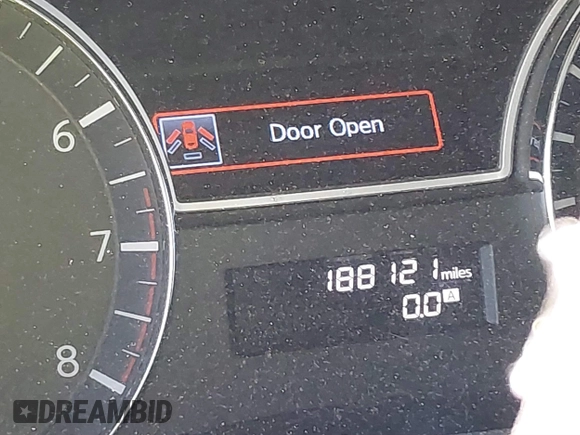 6
Door Open
7
188121 miles
0.0 A
8
DREAMBID